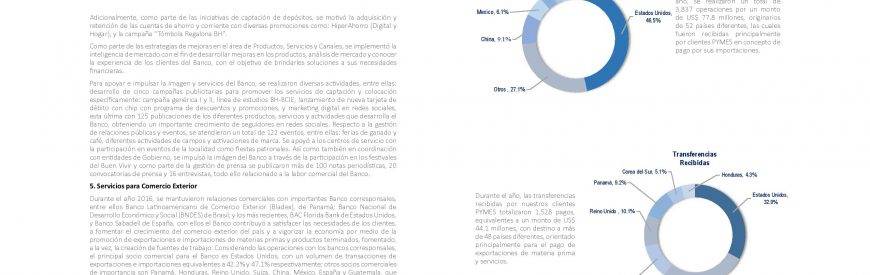 Adicionalmente, como parte de las iniciativas de captación de depósitos, se motivó la adquisición y
retención de las cuentas de ahorro y corriente con diversas promociones como: HiperAhorro (Digital y
Hogar), y la campaña "Tómbola Regalona BH".
Como parte de las estrategias de mejoras en el área de Productos, Servicios y Canales, se implementó la
inteligencia de mercado con el fin de desarrollar mejoras en los productos, análisis de mercado y conocer
la experiencia de los clientes del Banco, con el objetivo de brindarles soluciones a sus necesidades
financieras.
Para apoyar e impulsar la imagen y servicios del Banco, se realizaron diversas actividades, entre ellas:
desarrollo de cinco campañas publicitarias para promover los servicios de captación y colocación
específicamente: campaña genérica I y II, línea de estudios BH-BCIE, lanzamiento de nueva tarjeta de
débito con chip con programa de descuentos y promociones, y marketing digital en redes sociales,
esta última con 125 publicaciones de los diferentes productos, servicios y actividades que desarrolla el
Banco, obteniendo un importante crecimiento de seguidores en redes sociales. Respecto a la gestión
de relaciones públicas y eventos, se atendieron un total de 122 eventos, entre ellas: ferias de ganado y
café, diferentes actividades de campos y activaciones de marca. Se apoyó a los centros de servicio con
la participación en eventos de la localidad como fiestas patronales. Así como también en coordinación
con entidades de Gobierno, se impulsó la imagen del Banco a través de la participación en los festivales
del Buen Vivir y como parte de la gestión de prensa se publicaron más de 100 notas periodísticas, 20
convocatorias de prensa y 16 entrevistas, todo ello relacionado a la labor comercial del Banco.
5. Servicios para Comercio Exterior
Durante el año 2016, se mantuvieron relaciones comerciales con importantes Banco corresponsales,
entre ellos Banco Latinoamericano de Comercio Exterior (Bladex), de Panamá; Banco Nacional de
Desarrollo Económico y Social (BNDES) de Brasil; y los más recientes, BAC Florida Bank de Estados Unidos,
y Banco Sabadell de España, con ellos el Banco contribuyó a satisfacer las necesidades de los clientes,
a fomentar el crecimiento del comercio exterior del país y a vigorizar la economía por medio de la
promoción de exportaciones e importaciones de materias primas y productos terminados, fomentado,
a la vez, la creación de fuentes de trabajo. Considerando las operaciones con los bancos corresponsales,
el principal socio comercial para el Banco es Estados Unidos, con un volumen de transacciones de
exportaciones e importaciones equivalentes a 42.3% y 47.1% respectivamente; otros socios comerciales
de importancia son Panamá, Honduras, Reino Unido, Suiza, China, México, España y Guatemala, que
Mexico, 6.1%
China, 9.1%
Otros, 27.1%
Estados Unidos,
46.5%
año, se realizaron un total de
3,837 operaciones por un monto
de US$ 77.8 millones, originarios
de 52 países diferentes, las cuales
fueron recibidas principalmente
por clientes PYMES en concepto de
pago por sus importaciones.
Durante el año, las transferencias
recibidas por nuestros clientes
PYMES totalizaron 1,528 pagos,
equivalentes a un monto de US$
44.1 millones, con destino a más
de 48 países diferentes, orientado
principalmente para el pago de
exportaciones de materia prima
y servicios.
Transferencias
Recibidas
Corea del Sur, 5.1%
Honduras, 4.3%
Panamá, 9.2%
Reino Unido, 10.1%
Estados Unidos,
32.9%